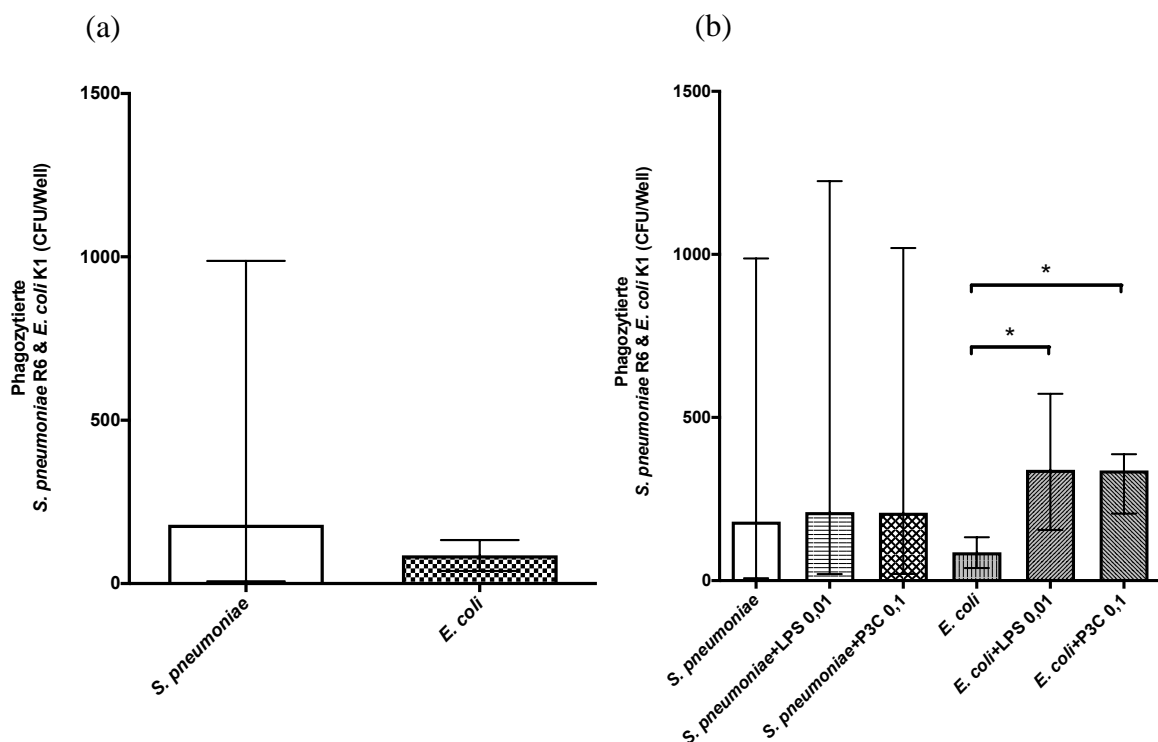 (a)
Phagozytierte
S. pneumoniae R6 & E. coli K1 (CFU/Well)
1500
1000
500
0
S. pneumoniae
E. coli
(b)
Phagozytierte
S. pneumoniae R6 & E. coli K1 (CFU/Well)
1500
1000
500
0
*
*
S. pneumoniae
S. pneumoniae+LPS 0,01
S. pneumoniae+P3C 0,1
E. coli
E. coli+LPS 0,01
E. coli+P3C 0,1